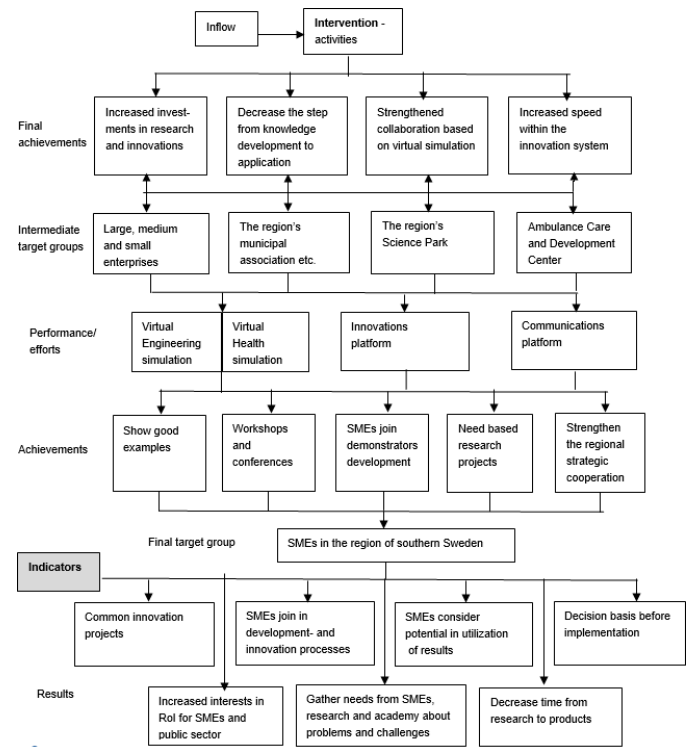 Inflow
Intervention -
activities
Final
achievements
Increased invest-
ments in research
and innovations
Decrease the step
from knowledge
development to
application
Strengthened
collaboration based
on virtual simulation
Increased speed
within the
innovation system
Intermediate
target groups
Large, medium
and small
enterprises
The region's
municipal
association etc.
The region's
Science Park
Ambulance Care
and Development
Center
Performance/
efforts
Virtual
Engineering
simulation
Virtual
Health
simulation
Innovations
platform
Communications
platform
Achievements
Show good
examples
Workshops
and
conferences
SMEs join
demonstrators
development
Need based
research
projects
Strengthen
the regional
strategic
cooperation
Final target group
SMEs in the region of southern Sweden
Indicators
Common innovation
projects
SMEs join in
development- and
innovation processes
SMEs consider
potential in utilization
of results
Decision basis before
implementation
Results
Increased interests in
RoI for SMEs and
public sector
Gather needs from SMEs,
research and academy about
problems and challenges
Decrease time from
research to products